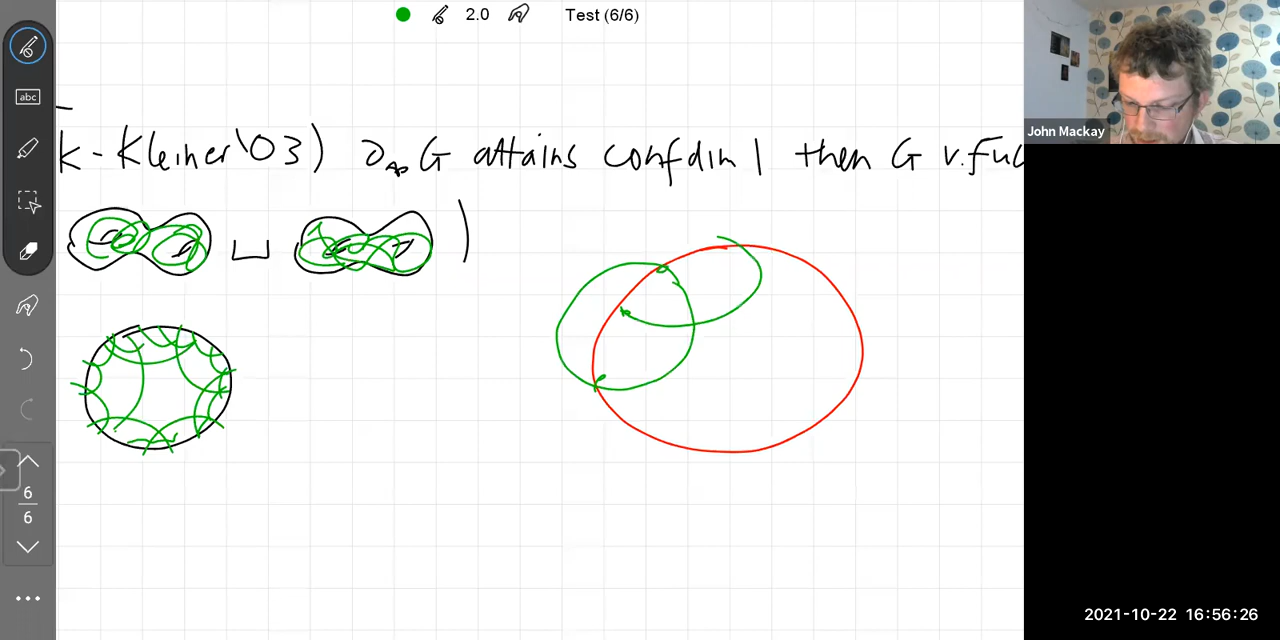 2.0 Test (6/6)
abc
John Mackay
k - Kleiner '03) ∂∞ G attains confdim 1 then G v. Fuc
⊔ )
6
6
2021-10-22 16:56:26